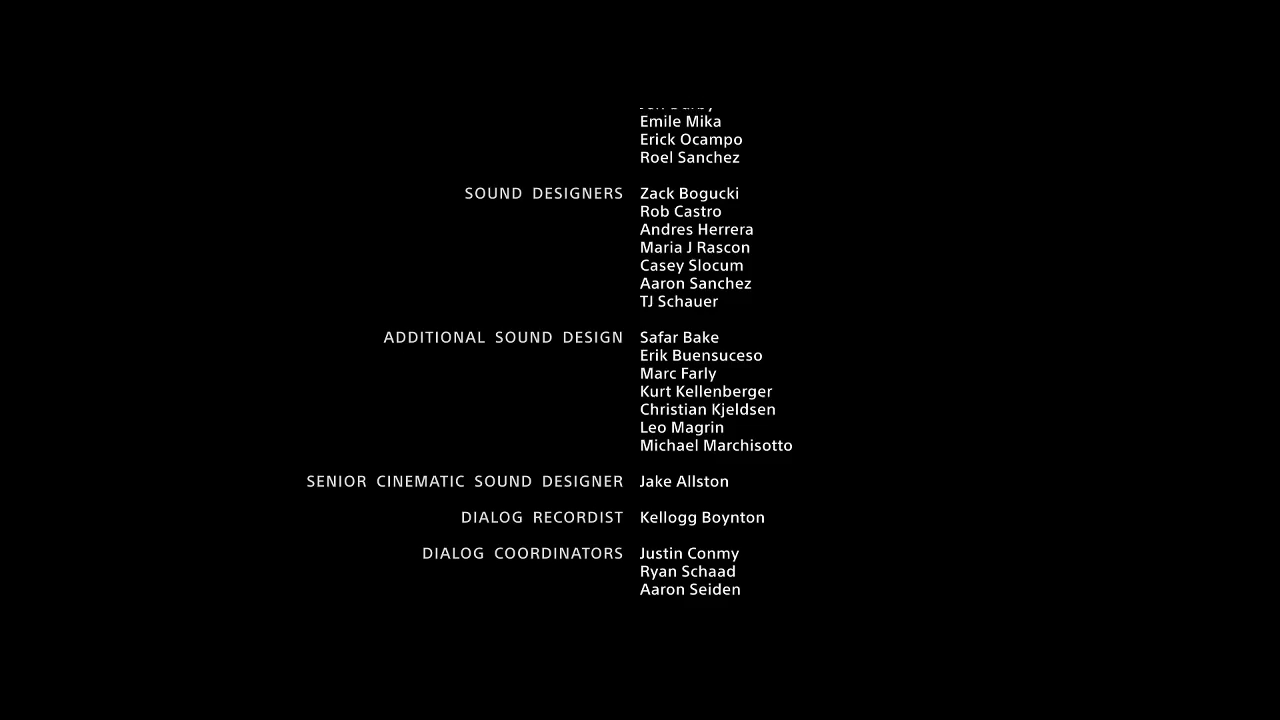 Emile Mika
Erick Ocampo
Roel Sanchez
SOUND DESIGNERS Zack Bogucki
Rob Castro
Andres Herrera
Maria J Rascon
Casey Slocum
Aaron Sanchez
TJ Schauer
ADDITIONAL SOUND DESIGN Safar Bake
Erik Buensuceso
Marc Farly
Kurt Kellenberger
Christian Kjeldsen
Leo Magrin
Michael Marchisotto
SENIOR CINEMATIC SOUND DESIGNER Jake Allston
DIALOG RECORDIST Kellogg Boynton
DIALOG COORDINATORS Justin Conmy
Ryan Schaad
Aaron Seiden